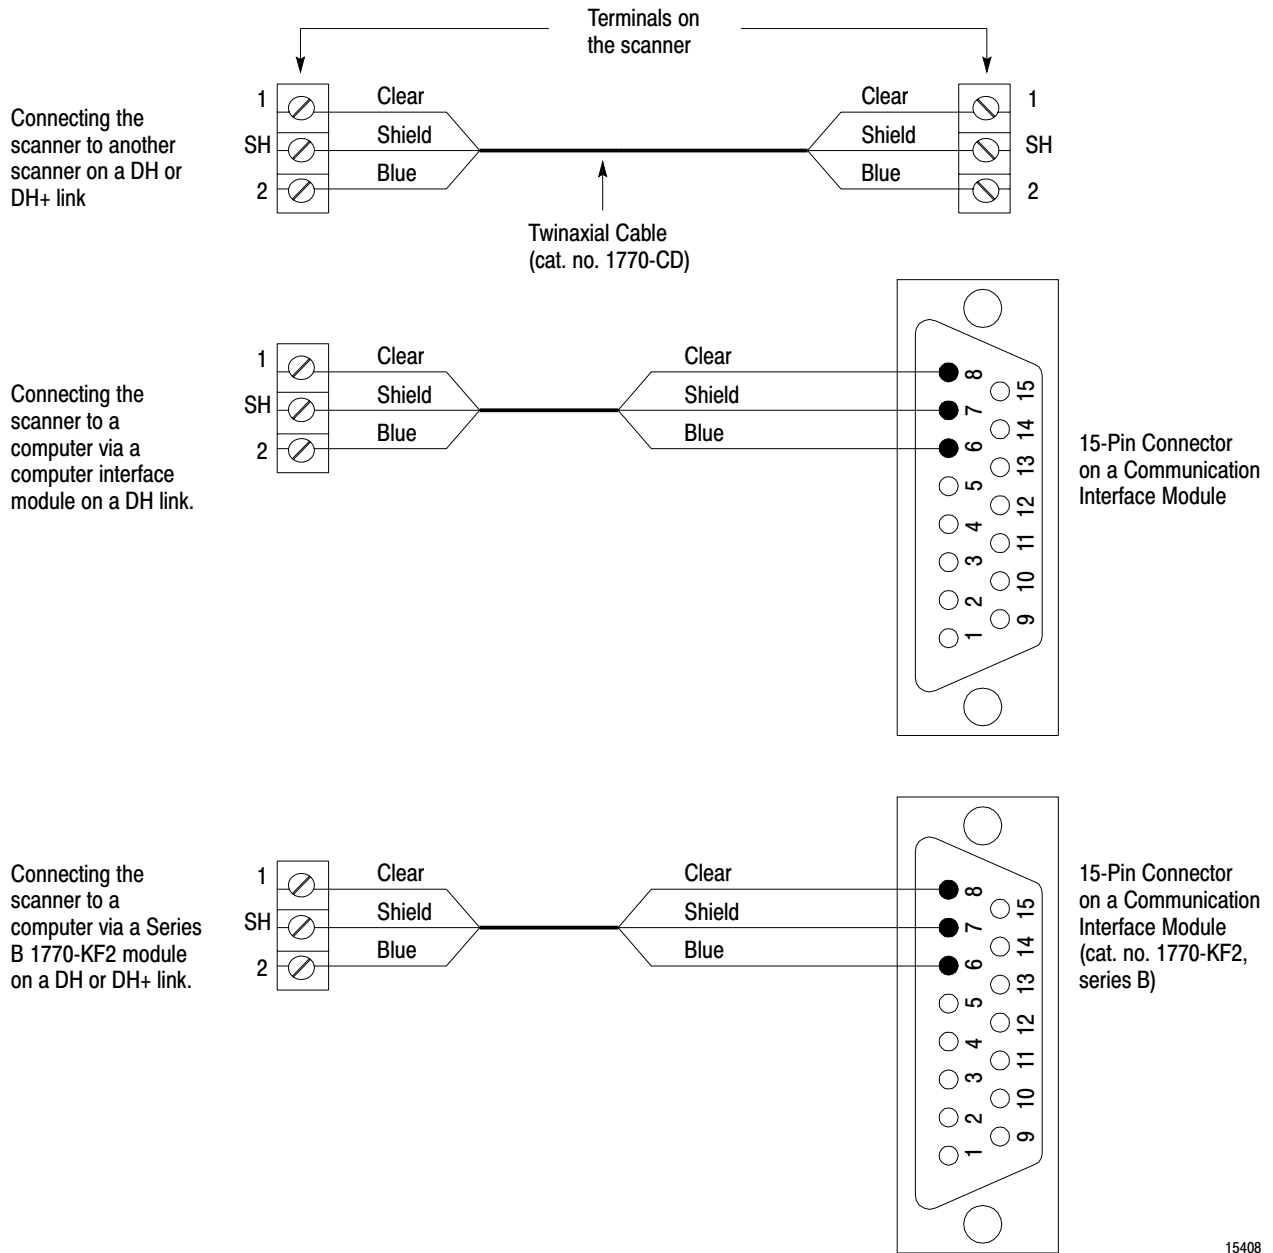 Terminals on
the scanner
Connecting the
scanner to another
scanner on a DH or
DH+ link
1
SH
2
Clear
Shield
Blue
Clear
Shield
Blue
1
SH
2
Twinaxial Cable
(cat. no. 1770-CD)
Connecting the
scanner to a
computer via a
computer interface
module on a DH link.
1
SH
2
Clear
Shield
Blue
Clear
Shield
Blue
8
7
6
5
4
3
2
1
15
14
13
12
11
10
9
15-Pin Connector
on a Communication
Interface Module
Connecting the
scanner to a
computer via a Series
B 1770-KF2 module
on a DH or DH+ link.
1
SH
2
Clear
Shield
Blue
Clear
Shield
Blue
8
7
6
5
4
3
2
1
15
14
13
12
11
10
9
15-Pin Connector
on a Communication
Interface Module
(cat. no. 1770-KF2,
series B)
15408